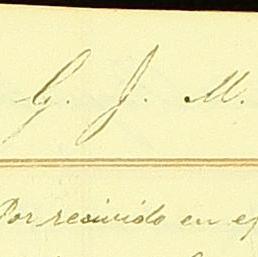 G. J. M.
Por recivido en